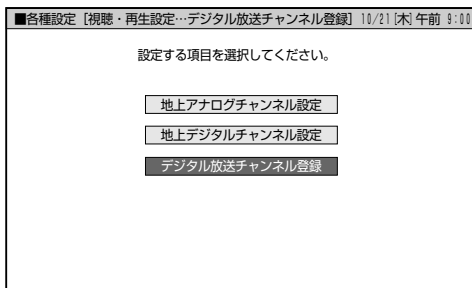 ■各種設定［視聴・再生設定…デジタル放送チャンネル登録］ 10/21[木]午前 9:00
設定する項目を選択してください。
地上アナログチャンネル設定
地上デジタルチャンネル設定
デジタル放送チャンネル登録